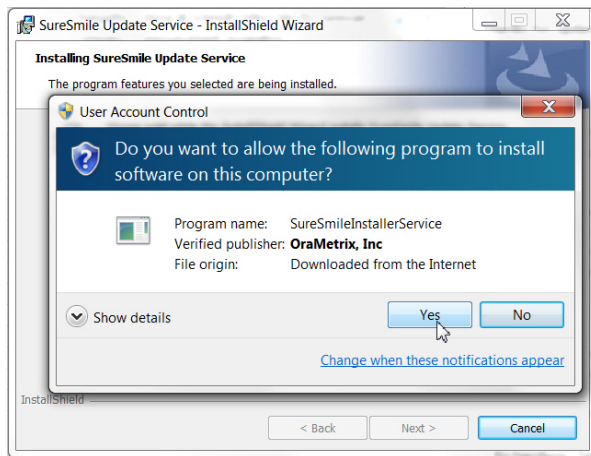 SureSmile Update Service - InstallShield Wizard
Installing SureSmile Update Service
The program features you selected are being installed.
User Account Control
Do you want to allow the following program to install
software on this computer?
Program name: SureSmileInstallerService
Verified publisher: OraMetrix, Inc
File origin: Downloaded from the Internet
Show details
Yes
No
Change when these notifications appear
InstallShield
< Back
Next >
Cancel